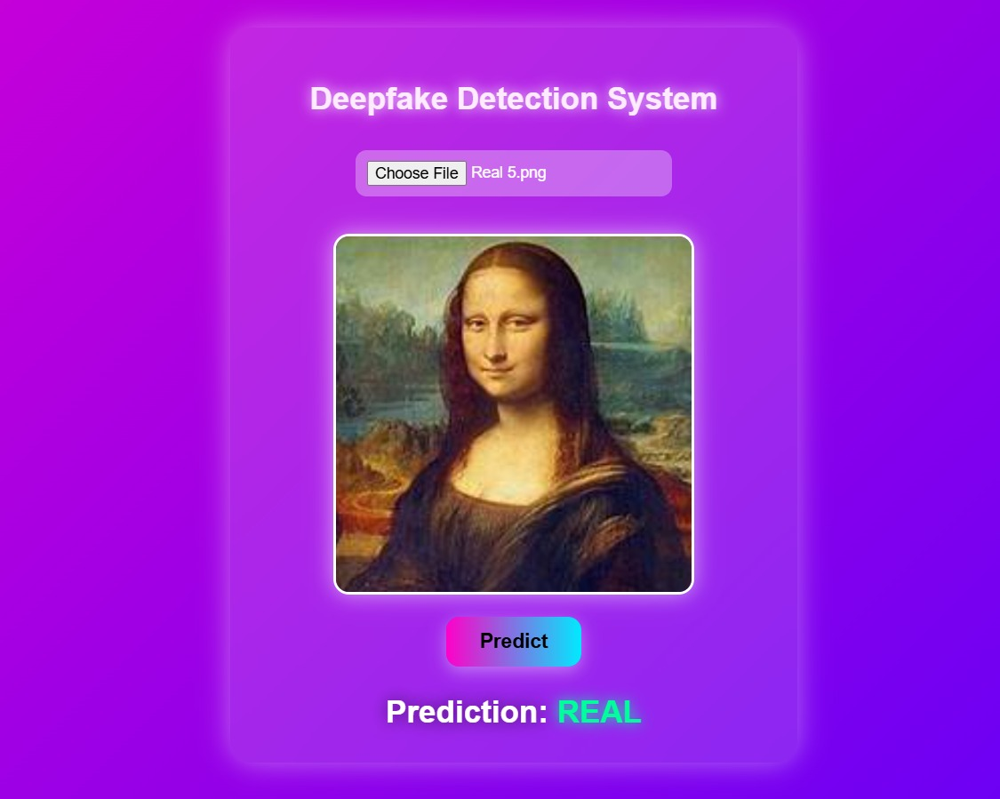 Deepfake Detection System
Choose File Real 5.png
Predict
Prediction: REAL